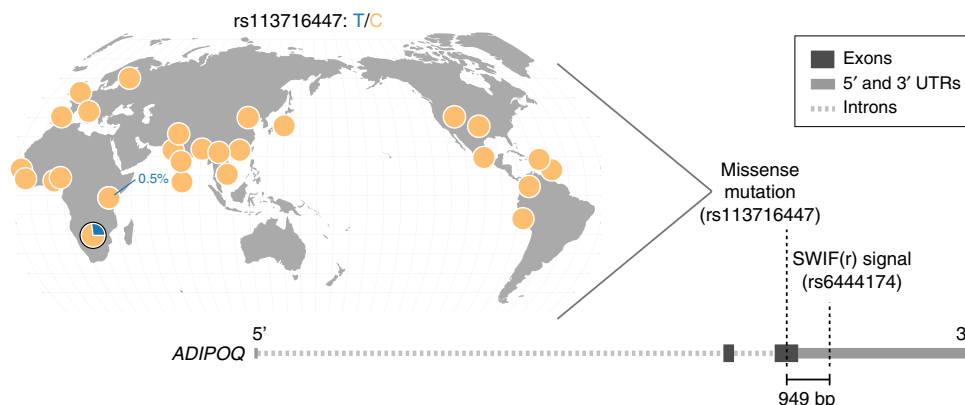 rs113716447: T/C
Exons
5′ and 3′ UTRs
Introns
0.5%
Missense
mutation
(rs113716447)
SWIF(r) signal
(rs6444174)
5’
3
ADIPOQ
949 bp